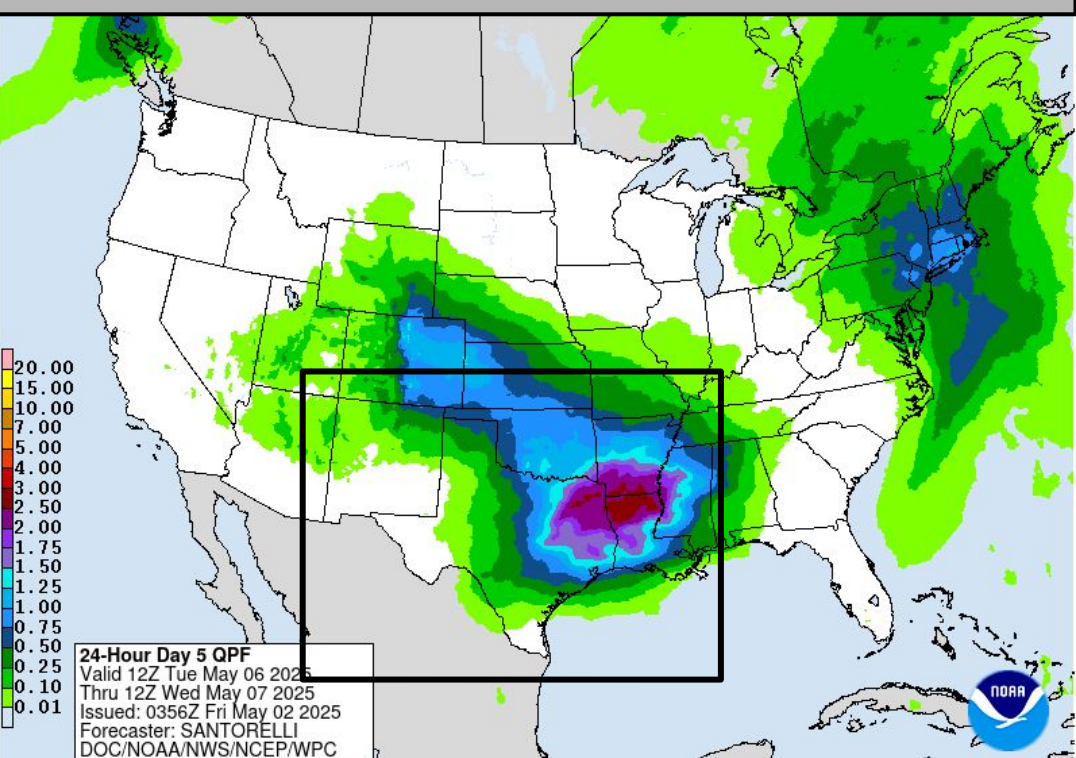 20.00
15.00
10.00
7.00
5.00
4.00
3.00
2.50
2.00
1.75
1.50
1.25
1.00
0.75
0.50
0.25
0.10
0.01
24-Hour Day 5 QPF
Valid 12Z Tue May 06 2025
Thru 12Z Wed May 07 2025
Issued: 0356Z Fri May 02 2025
Forecaster: SANTORELLI
DOC/NOAA/NWS/NCEP/WPC
NOAA